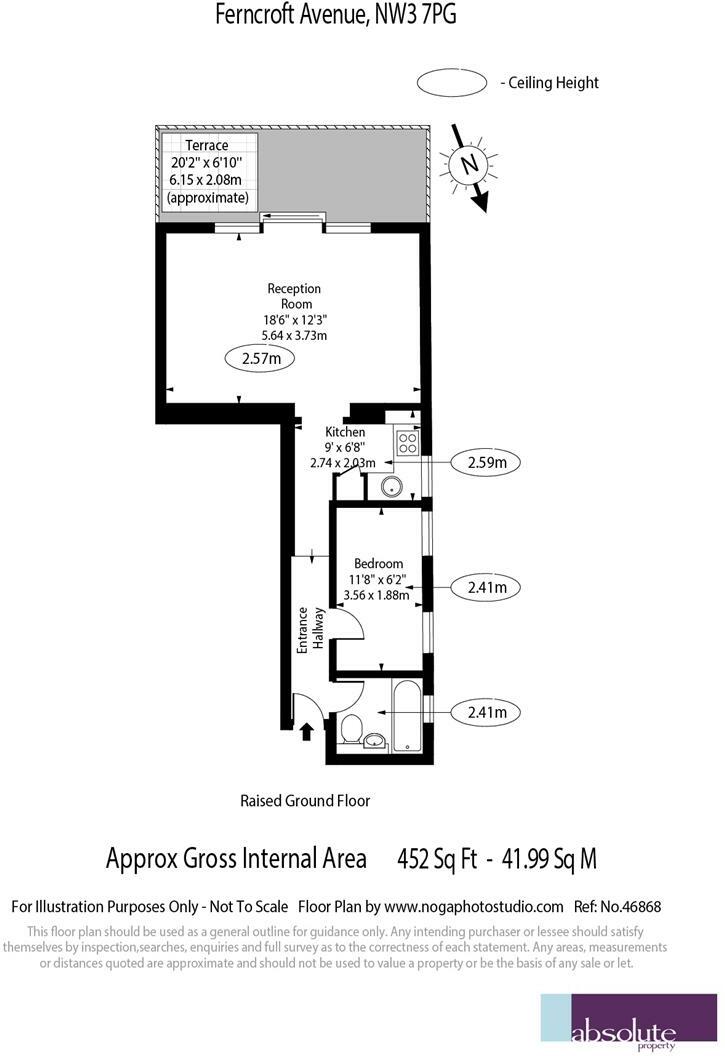 Ferncroft Avenue, NW3 7PG
- Ceiling Height
N
Terrace
20'2" x 6'10"
6.15 x 2.08m
(approximate)
Reception
Room
18'6" x 12'3"
5.64 x 3.73m
2.57m
Kitchen
9' x 6'8"
2.74 x 2.03m
2.59m
Bedroom
11'8" x 6'2"
3.56 x 1.88m
2.41m
Entrance
Hallway
2.41m
Raised Ground Floor
Approx Gross Internal Area 452 Sq Ft - 41.99 Sq M
For Illustration Purposes Only - Not To Scale Floor Plan by www.nogaphotostudio.com Ref: No.46868
This floor plan should be used as a general outline for guidance only. Any intending purchaser or lessee should satisfy
themselves by inspection,searches, enquiries and full survey as to the correctness of each statement. Any areas, measurements
or distances quoted are approximate and should not be used to value a property or be the basis of any sale or let.
absolute
property